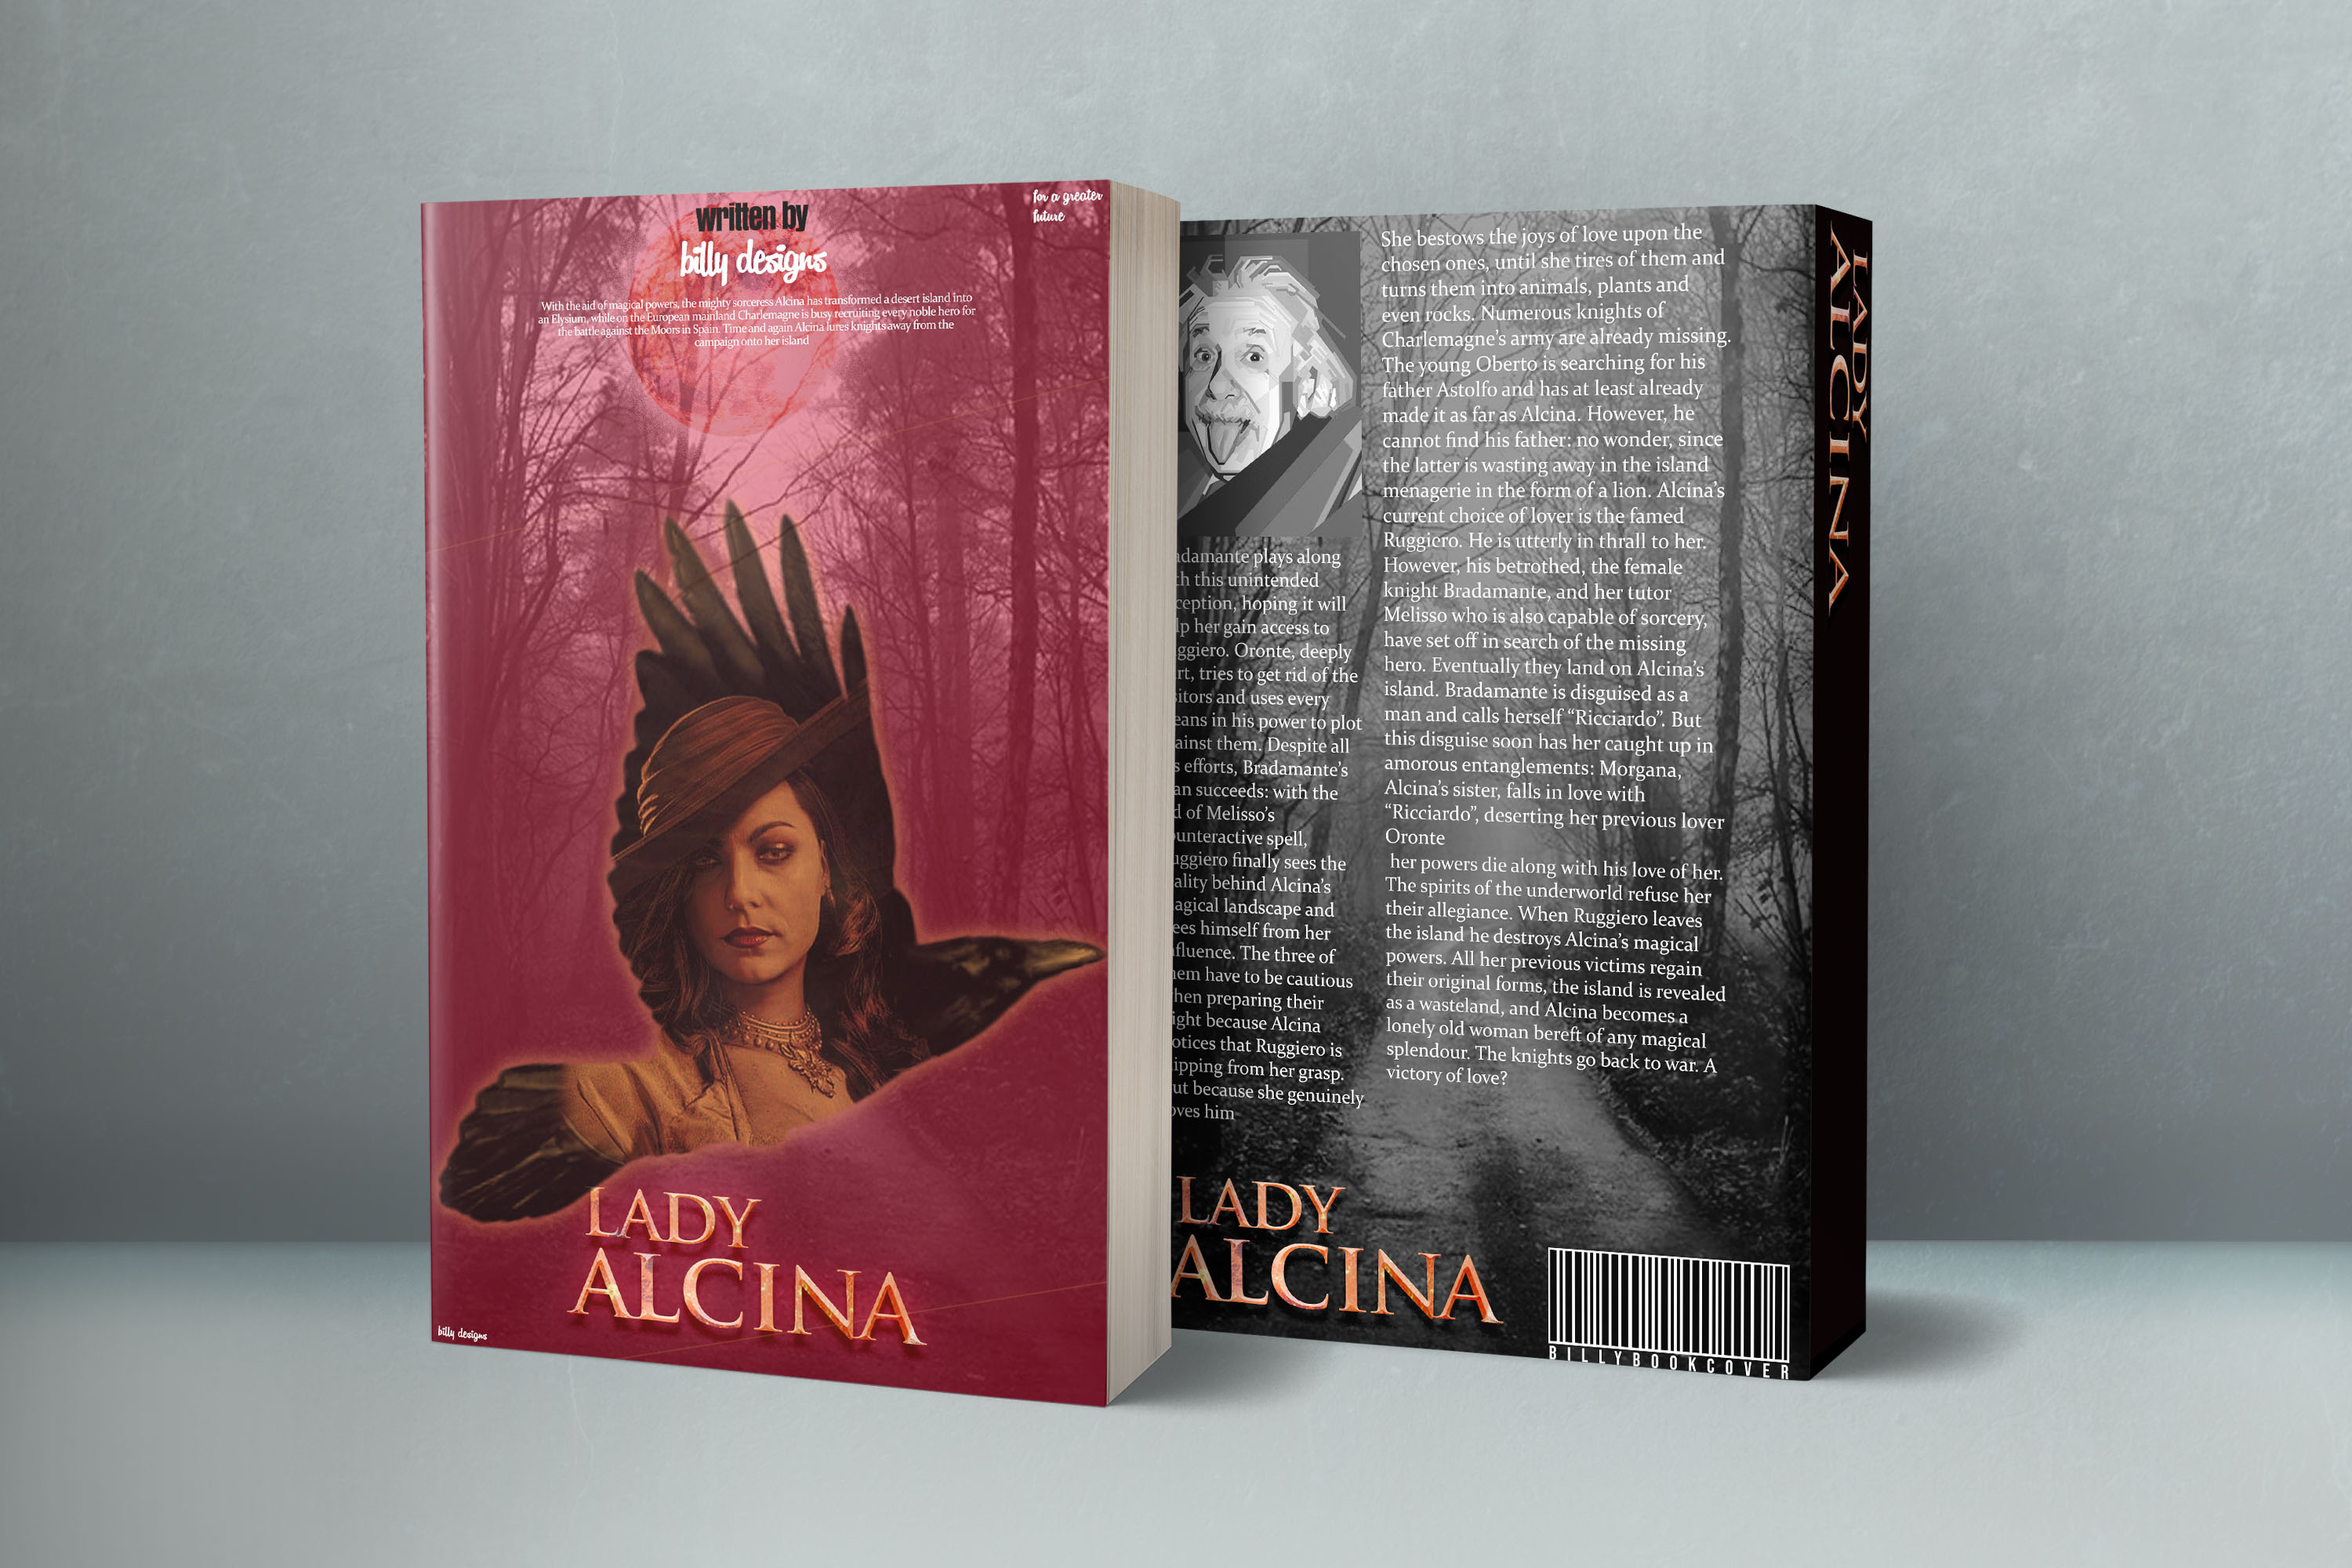 written by
billy designs
for a greater
future
With the aid of magical powers, the mighty sorceress Alcina has transformed a desert island into
an Elysium, while on the European mainland Charlemagne is busy recruiting every noble hero for
the battle against the Moors in Spain. Time and again Alcina lures knights away from the
campaign onto her island
LADY
ALCINA
billy designs
plays along
this unintended
hoping it will
her gain access to
Oronte, deeply
tries to get rid of the
and uses every
in his power to plot
them. Despite all
efforts, Bradamante's
succeeds: with the
of Melisso's
spell,
finally sees the
behind Alcina's
landscape and
himself from her
The three of
have to be cautious
preparing their
because Alcina
that Ruggiero is
from her grasp.
because she genuinely
him
She bestows the joys of love upon the
chosen ones, until she tires of them and
turns them into animals, plants and
even rocks. Numerous knights of
Charlemagne's army are already missing.
The young Oberto is searching for his
father Astolfo and has at least already
made it as far as Alcina. However, he
cannot find his father: no wonder, since
the latter is wasting away in the island
menagerie in the form of a lion. Alcina's
current choice of lover is the famed
Ruggiero. He is utterly in thrall to her.
However, his betrothed, the female
knight Bradamante, and her tutor
Melisso who is also capable of sorcery,
have set off in search of the missing
hero. Eventually they land on Alcina's
island. Bradamante is disguised as a
man and calls herself “Ricciardo”. But
this disguise soon has her caught up in
amorous entanglements: Morgana,
Alcina's sister, falls in love with
“Ricciardo”, deserting her previous lover
Oronte
her powers die along with his love of her.
The spirits of the underworld refuse her
their allegiance. When Ruggiero leaves
the island he destroys Alcina's magical
powers. All her previous victims regain
their original forms, the island is revealed
as a wasteland, and Alcina becomes a
lonely old woman bereft of any magical
splendour. The knights go back to war. A
victory of love?
LADY
ALCINA
BILLYBOOKCOVER
LADY
ALCINA